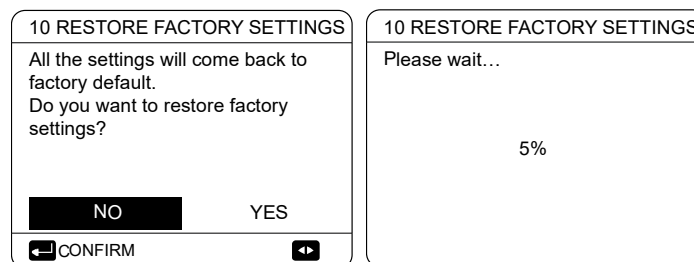 10 RESTORE FACTORY SETTINGS
All the settings will come back to
factory default.
Do you want to restore factory
settings?
NO YES
CONFIRM
10 RESTORE FACTORY SETTINGS
Please wait…
5%